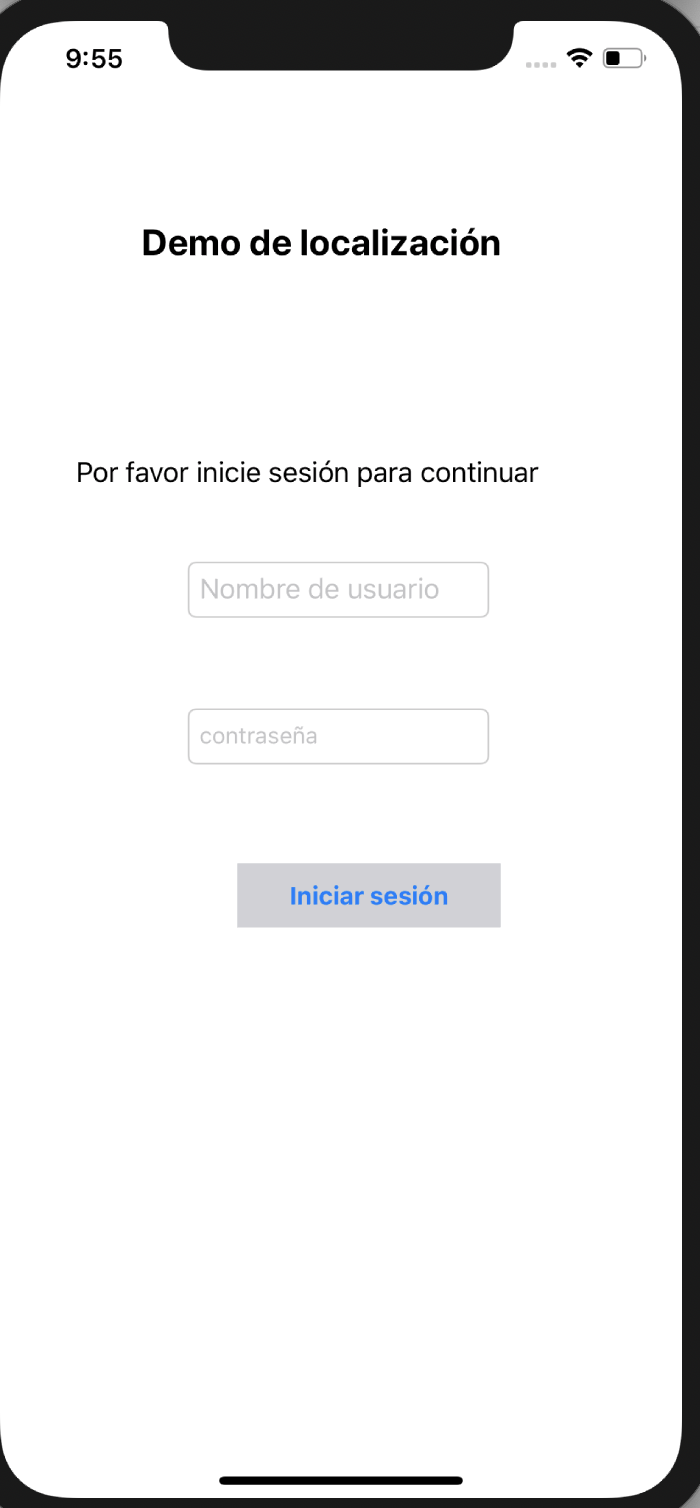 9:55
Demo de localización
Por favor inicie sesión para continuar
Nombre de usuario
contraseña
Iniciar sesión